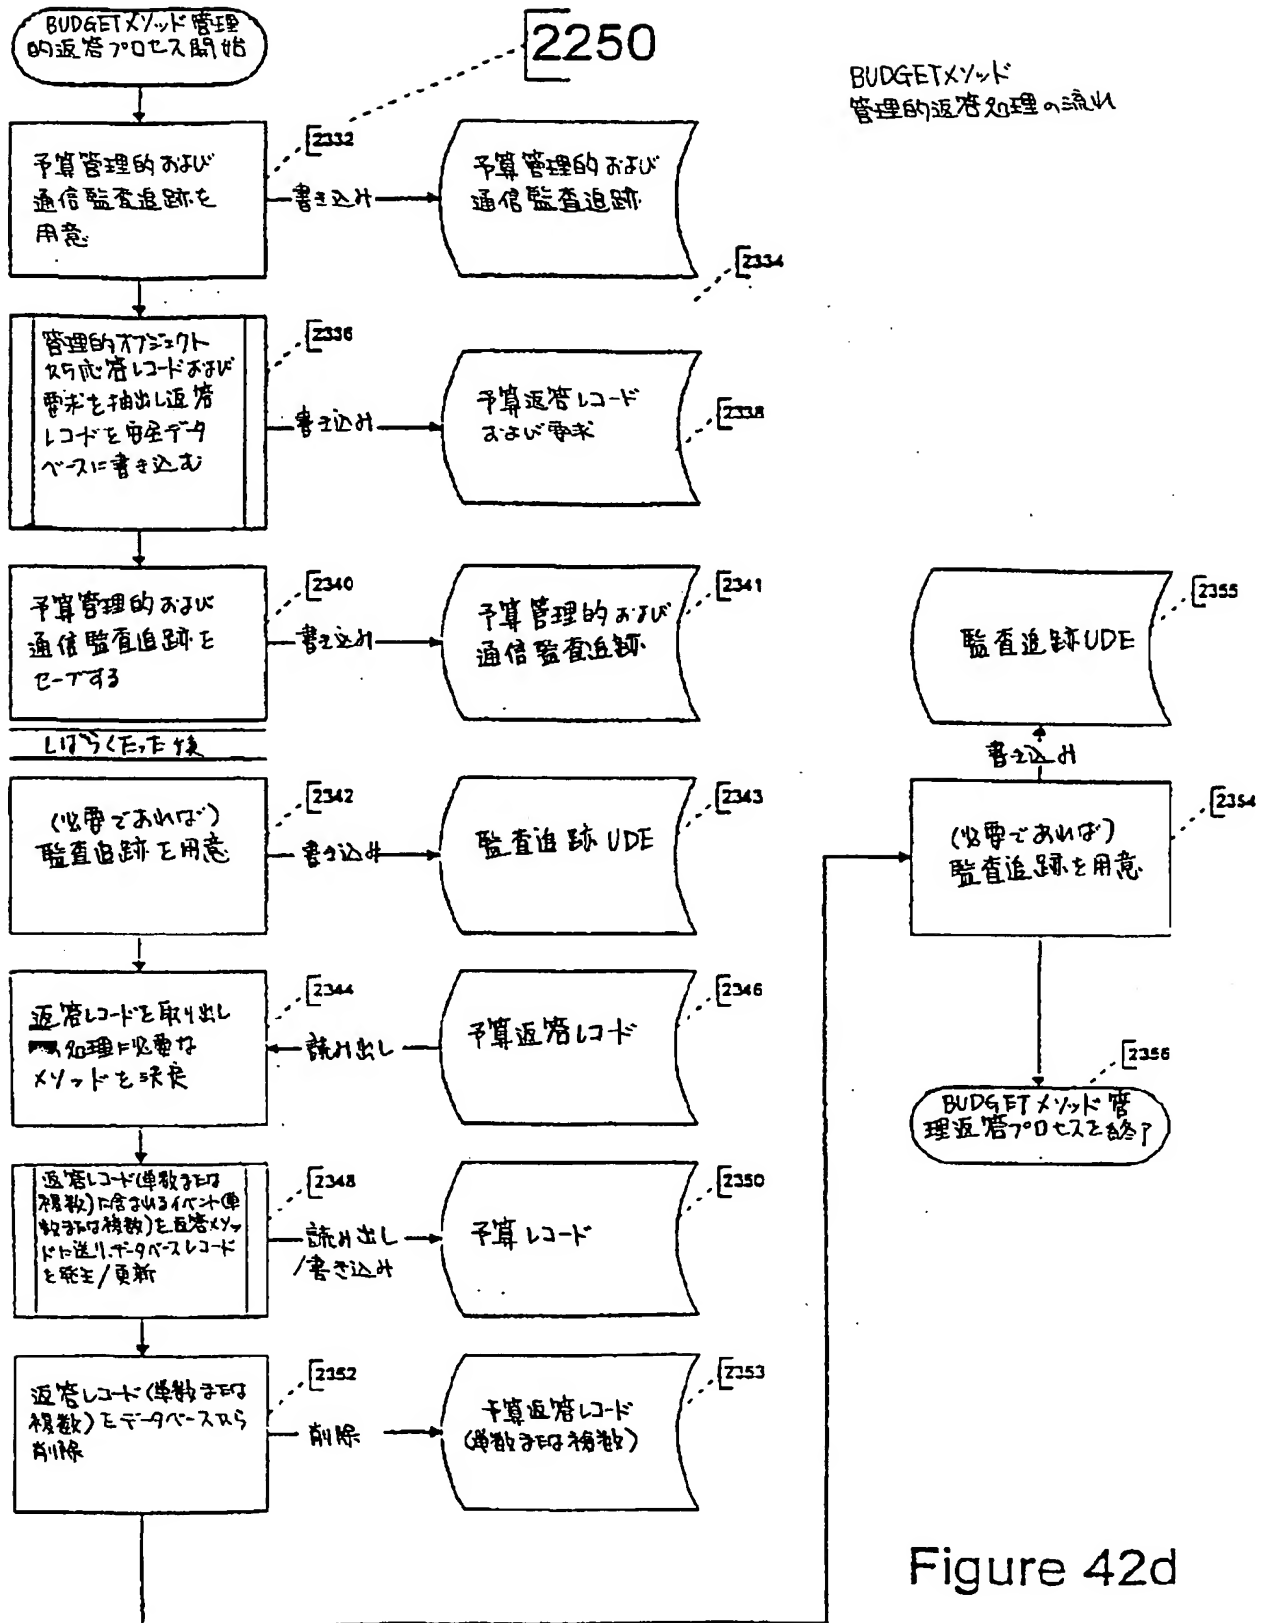 BUDGETメソッド管理
的返答プロセス開始
2250
BUDGETメソッド
管理的返答処理の流れ
予算管理的および
通信監査追跡を
用意
2332
書き込み
予算管理的および
通信監査追跡
2334
管理的オブジェクト
から応答レコードおよび
要求を抽出し返答
レコードを安全データ
ベースに書き込む
2336
書き込み
予算返答レコード
および要求
2338
予算管理的および
通信監査追跡を
セーブする
2340
書き込み
予算管理的および
通信監査追跡
2341
しばらくたった後
(必要であれば)
監査追跡を用意
2342
書き込み
監査追跡UDE
2343
返答レコードを取り出し
処理に必要な
メソッドを決定
2344
読み出し
予算返答レコード
2346
返答レコード(単数または
複数)に含まれるイベント(単
数または複数)を返答メソッ
ドに送り、データベースレコード
を発生/更新
2348
読み出し
/書き込み
予算レコード
2350
返答レコード(単数または
複数)をデータベースから
削除
2352
削除
予算返答レコード
(単数または複数)
2353
監査追跡UDE
2355
書き込み
(必要であれば)
監査追跡を用意
2354
2356
BUDGETメソッド管
理返答プロセスを終了
Figure 42d